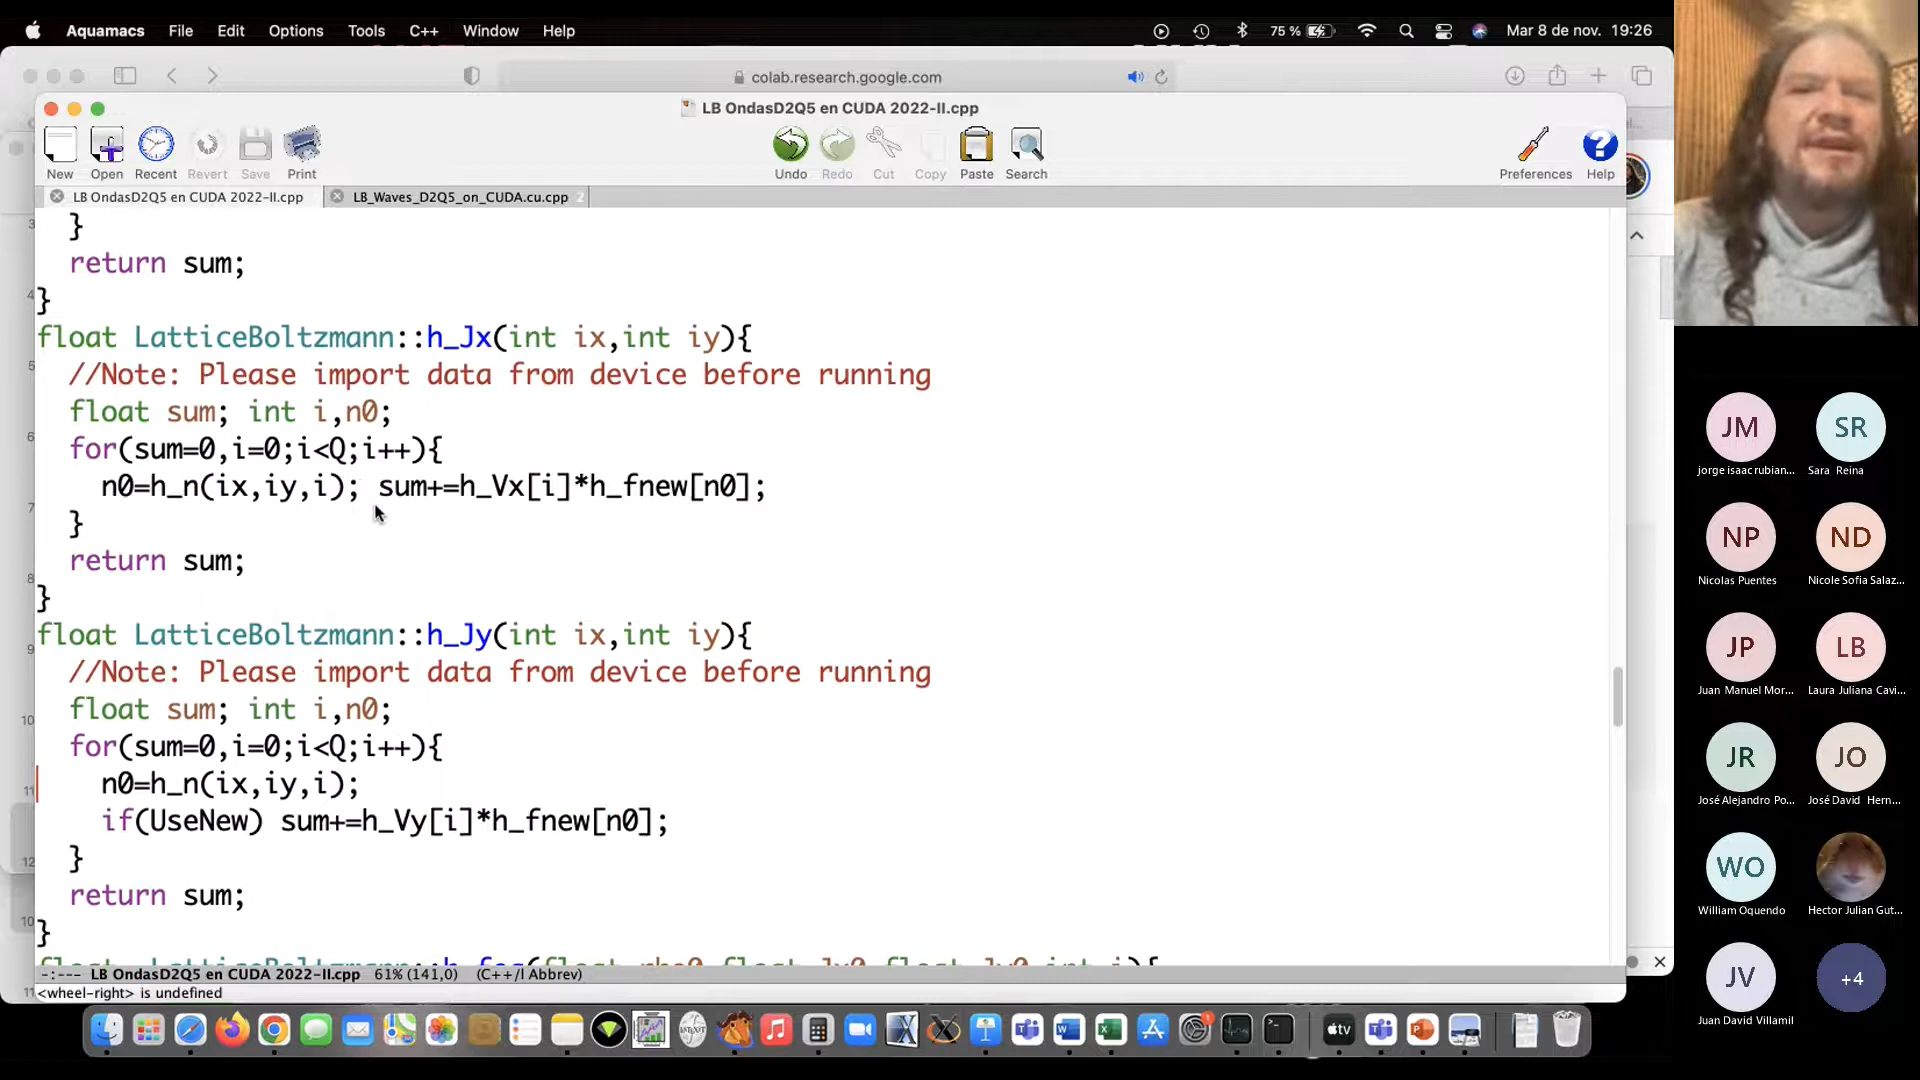 Aquamacs File Edit Options Tools C++ Window Help 75 % Mar 8 de nov. 19:26
colab.research.google.com
LB OndasD2Q5 en CUDA 2022-II.cpp
New Open Recent Revert Save Print Undo Redo Cut Copy Paste Search Preferences Help
LB OndasD2Q5 en CUDA 2022-II.cpp LB_Waves_D2Q5_on_CUDA.cu.cpp 2
}
return sum;
}
float LatticeBoltzmann::h_Jx(int ix,int iy){
//Note: Please import data from device before running
float sum; int i,n0;
for(sum=0,i=0;i<Q;i++){
n0=h_n(ix,iy,i); sum+=h_Vx[i]*h_fnew[n0];
}
return sum;
}
float LatticeBoltzmann::h_Jy(int ix,int iy){
//Note: Please import data from device before running
float sum; int i,n0;
for(sum=0,i=0;i<Q;i++){
n0=h_n(ix,iy,i);
if(UseNew) sum+=h_Vy[i]*h_fnew[n0];
}
return sum;
}
-:--- LB OndasD2Q5 en CUDA 2022-II.cpp 61% (141,0) (C++/l Abbrev)
<wheel-right> is undefined
JM SR
jorge isaac rubian... Sara Reina
NP ND
Nicolas Puentes Nicole Sofia Salaz...
JP LB
Juan Manuel Mor... Laura Juliana Cavi...
JR JO
José Alejandro Po... José David Hern...
WO
William Oquendo Hector Julian Gut...
JV +4
Juan David Villamil